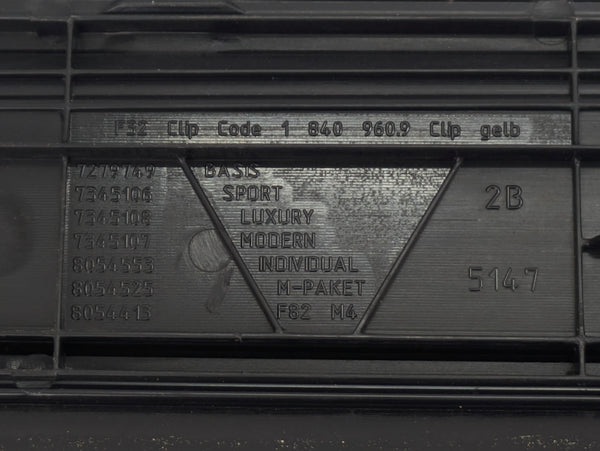 F32 Clip Code 1 840 960.9 Clip gelb
7279749 BASIS
7345106 SPORT 2B
7345108 LUXURY
7345107 MODERN
8054553 INDIVIDUAL 5147
8054525 M-PAKET
8054413 F82 M4